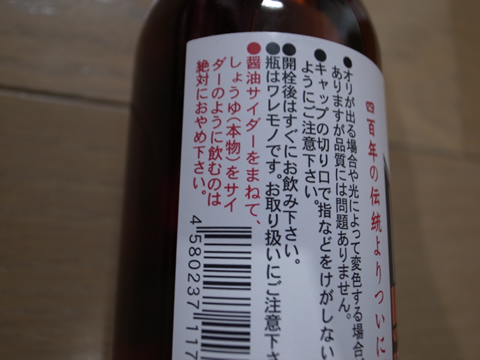 四百年の伝統よりついに
●オリが出る場合や光によって変色する場合
ありますが品質には問題ありません。
●キャップの切り口で指などをけがしない
ようにご注意下さい。
●開栓後はすぐにお飲み下さい。
●瓶はワレモノです。お取り扱いにご注意下さ
●醤油サイダーをまねて、
しょうゆ(本物)をサイ
ダーのように飲むのは
絶対におやめ下さい。
4 580237 117